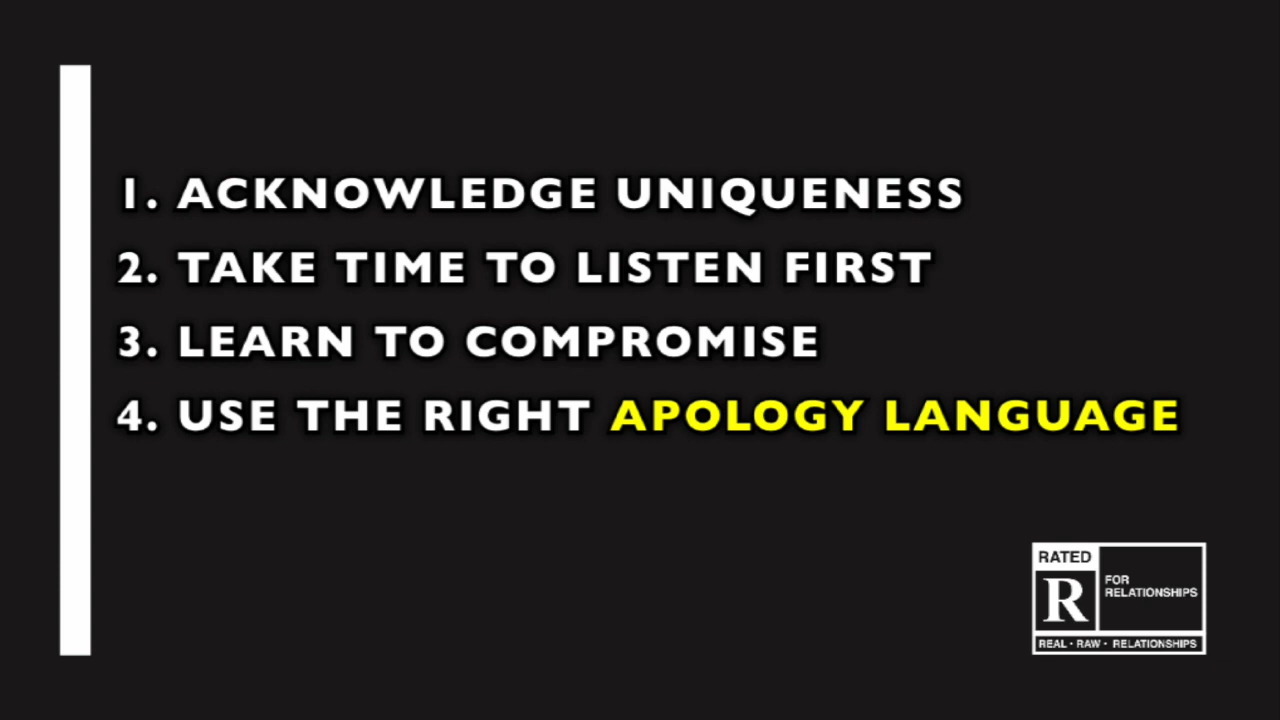 1. ACKNOWLEDGE UNIQUENESS
2. TAKE TIME TO LISTEN FIRST
3. LEARN TO COMPROMISE
4. USE THE RIGHT APOLOGY LANGUAGE
RATED
R
FOR
RELATIONSHIPS
REAL • RAW • RELATIONSHIPS